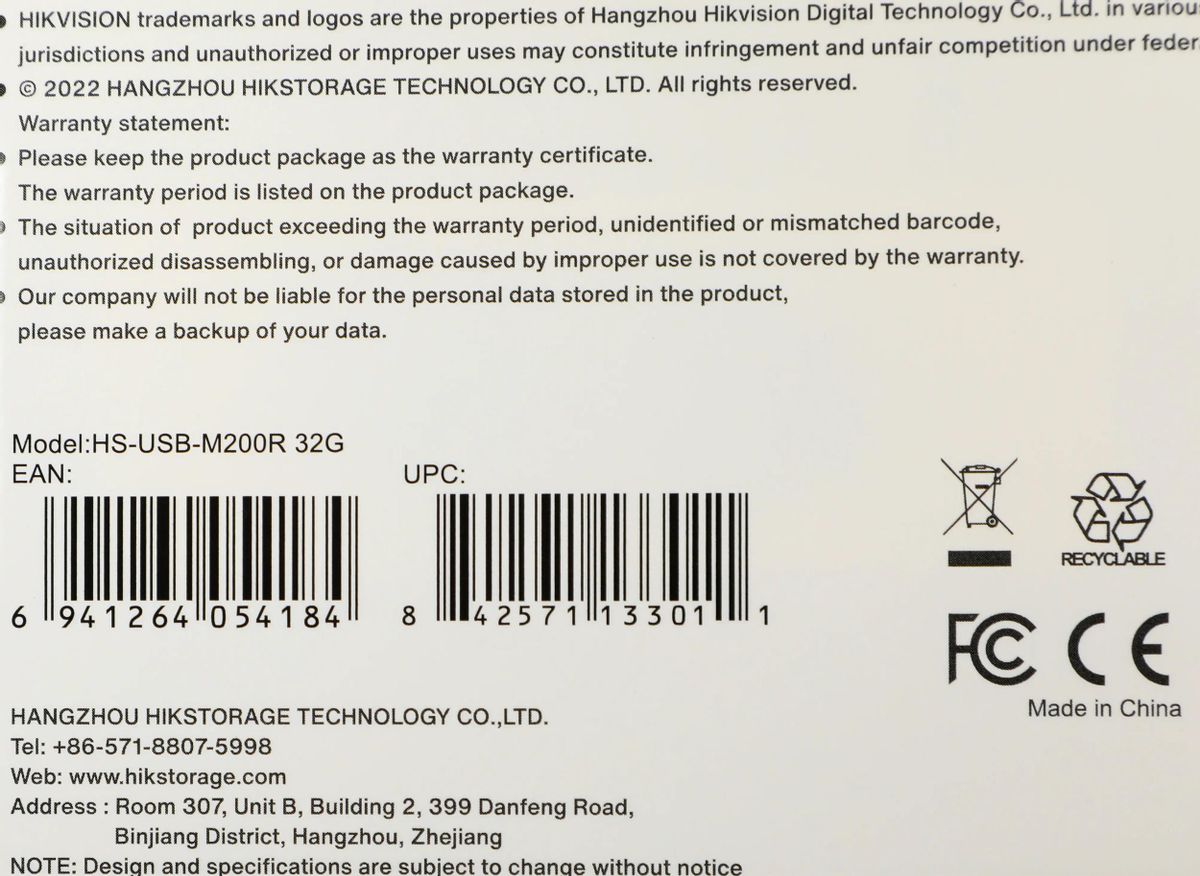 HIKVISION trademarks and logos are the properties of Hangzhou Hikvision Digital Technology Co., Ltd. in various
jurisdictions and unauthorized or improper uses may constitute infringement and unfair competition under feder
© 2022 HANGZHOU HIKSTORAGE TECHNOLOGY CO., LTD. All rights reserved.
Warranty statement:
Please keep the product package as the warranty certificate.
The warranty period is listed on the product package.
The situation of product exceeding the warranty period, unidentified or mismatched barcode,
unauthorized disassembling, or damage caused by improper use is not covered by the warranty.
Our company will not be liable for the personal data stored in the product,
please make a backup of your data.
Model:HS-USB-M200R 32G
EAN:
6 941264 054184
UPC:
8 42571 13301 1
RECYCLABLE
FC CE
Made in China
HANGZHOU HIKSTORAGE TECHNOLOGY CO.,LTD.
Tel: +86-571-8807-5998
Web: www.hikstorage.com
Address : Room 307, Unit B, Building 2, 399 Danfeng Road,
Binjiang District, Hangzhou, Zhejiang
NOTE: Design and specifications are subject to change without notice